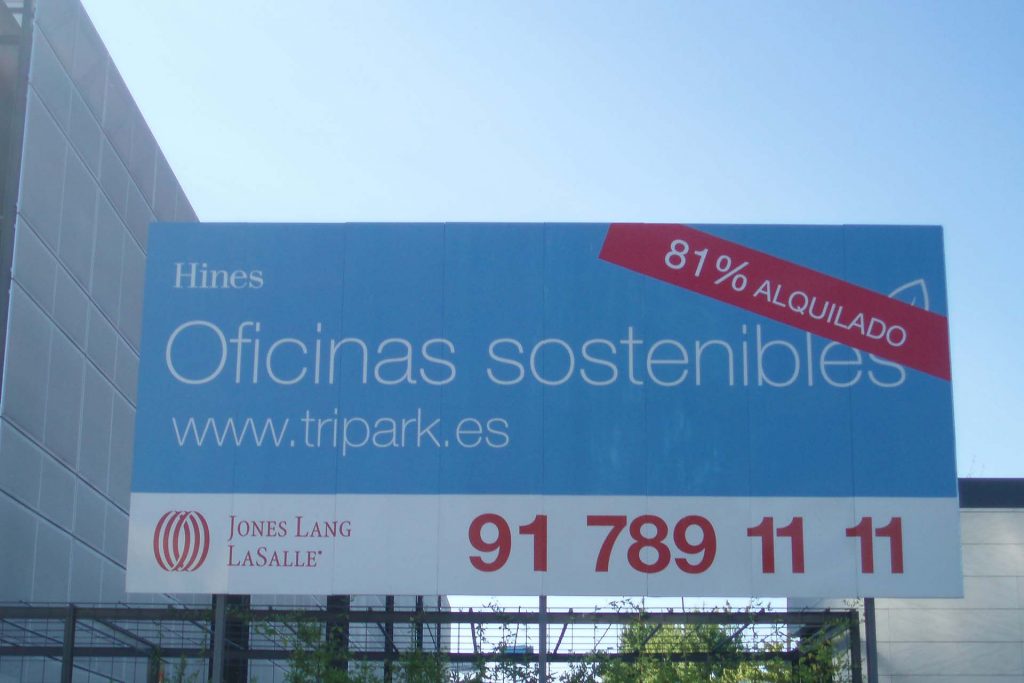 Hines
81% ALQUILADO
Oficinas sostenibles
www.tripark.es
JONES LANG
LASALLE
91 789 11 11